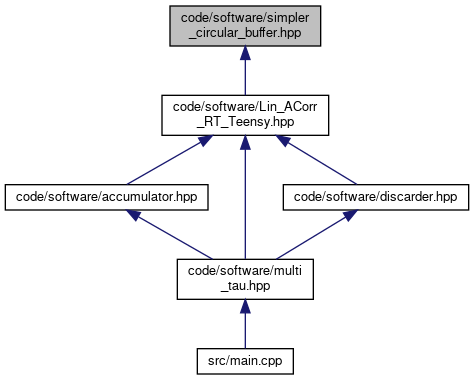 code/software/simpler
_circular_buffer.hpp
code/software/Lin_ACorr
_RT_Teensy.hpp
code/software/accumulator.hpp
code/software/discarder.hpp
code/software/multi
_tau.hpp
src/main.cpp